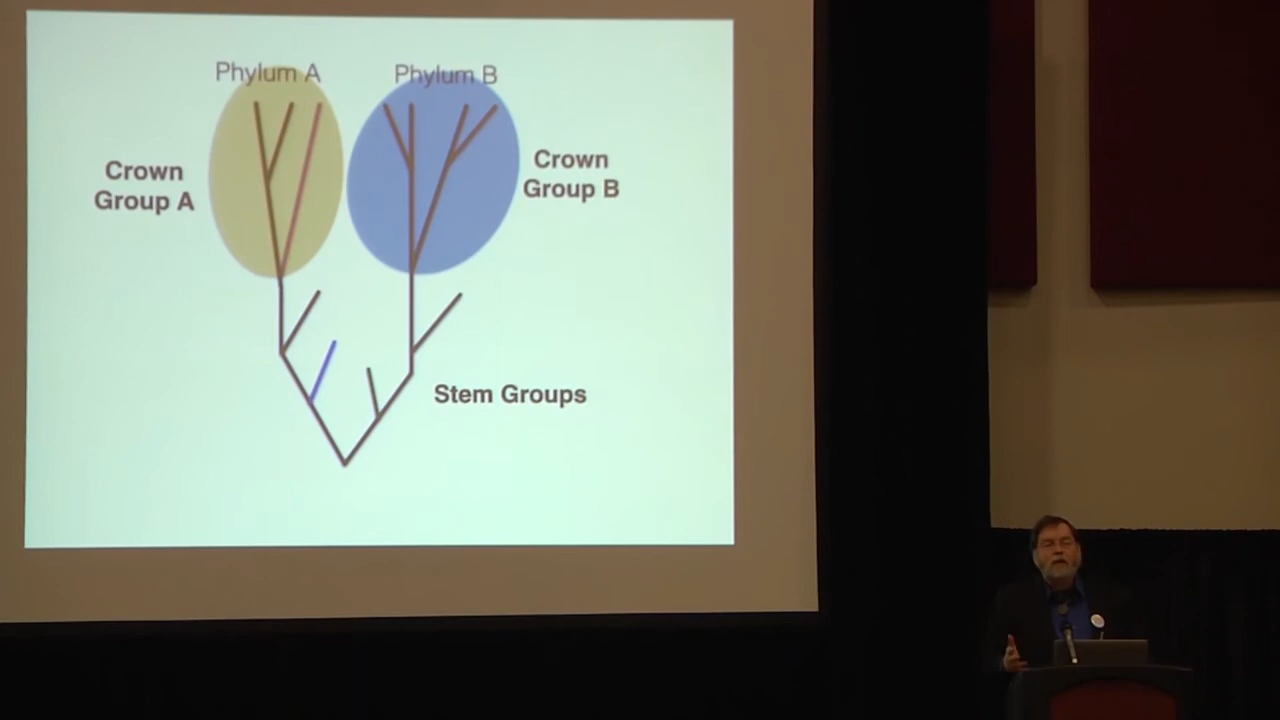 Phylum A
Phylum B
Crown
Group A
Crown
Group B
Stem Groups